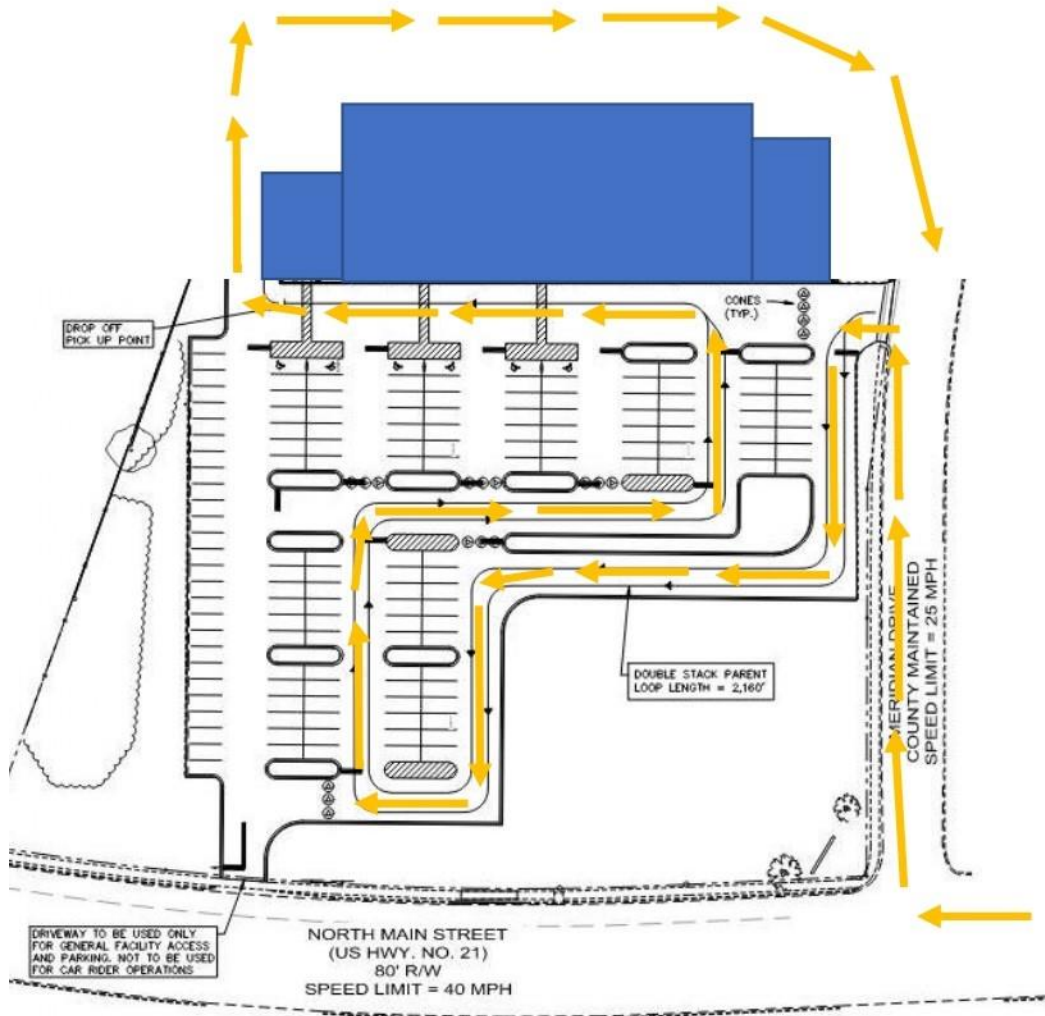 DROP OFF
PICK UP POINT
CONES
(TYP.)
DOUBLE STACK PARENT
LOOP LENGTH = 2,160'
MERIDIAN DRIVE
COUNTY MAINTAINED
SPEED LIMIT = 25 MPH
DRIVEWAY TO BE USED ONLY
FOR GENERAL FACILITY ACCESS
AND PARKING. NOT TO BE USED
FOR CAR RIDER OPERATIONS
NORTH MAIN STREET
(US HWY. NO. 21)
80' R/W
SPEED LIMIT = 40 MPH